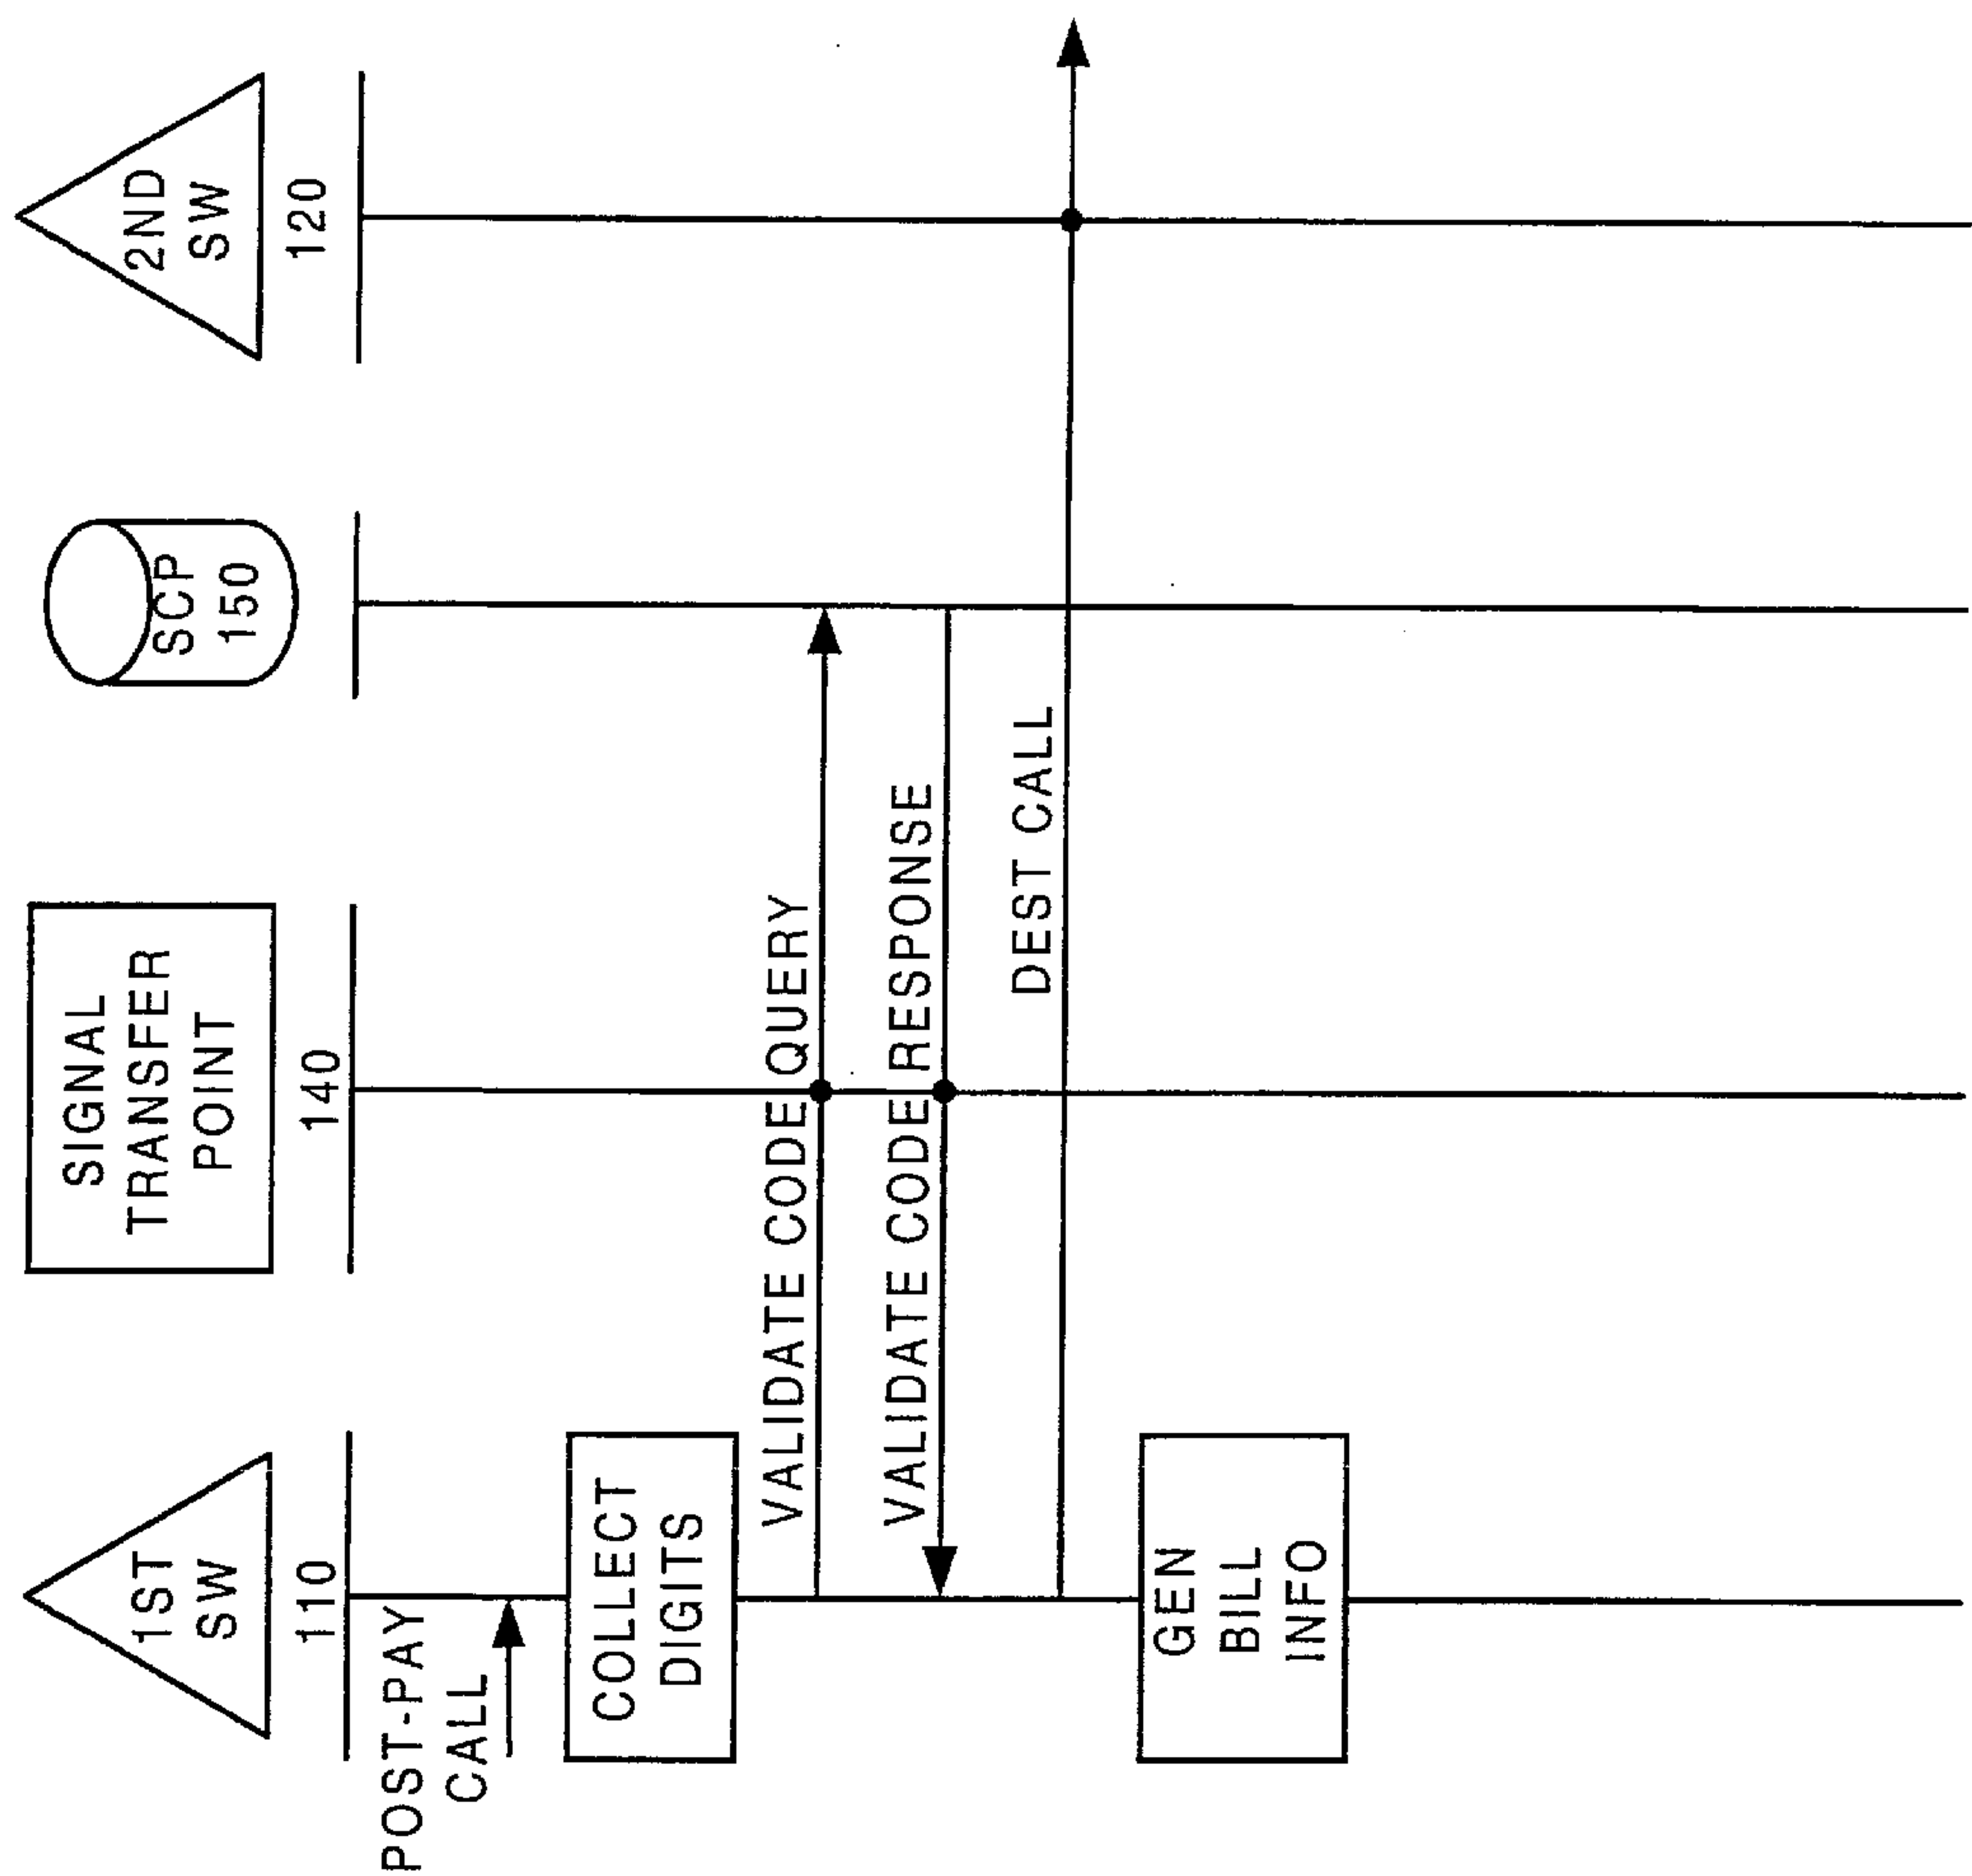 1ST
SW
110
SIGNAL
TRANSFER
POINT
140
SCP
150
2ND
SW
120
POST-PAY
CALL
COLLECT
DIGITS
VALIDATE CODE QUERY
VALIDATE CODE RESPONSE
DEST CALL
GEN
BILL
INFO